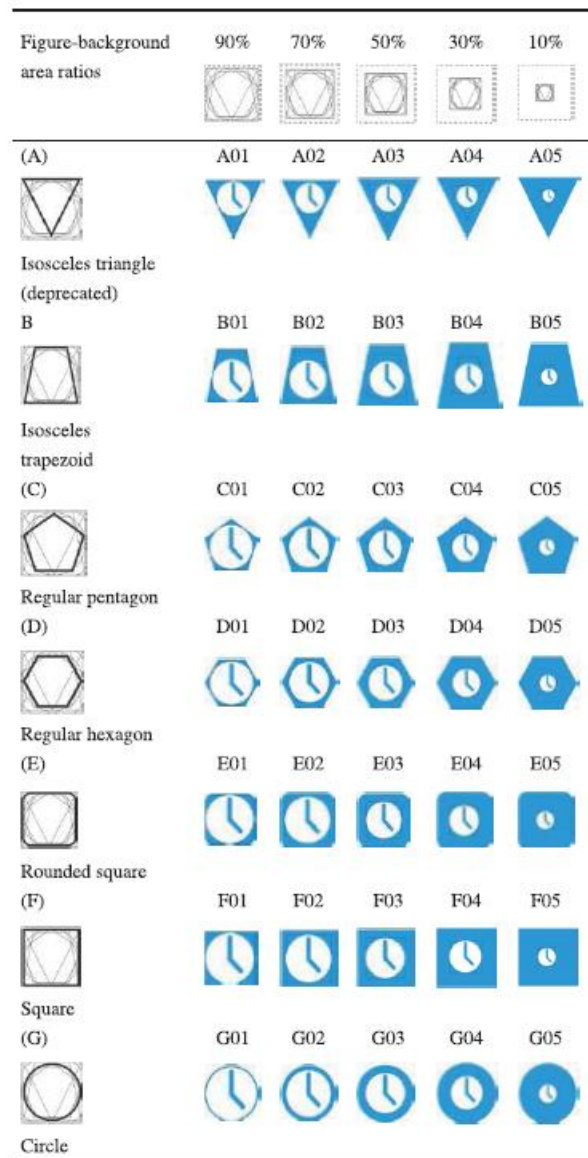 Figure-background 90% 70% 50% 30% 10%
area ratios
(A) A01 A02 A03 A04 A05
Isosceles triangle
(deprecated)
B B01 B02 B03 B04 B05
Isosceles
trapezoid
(C) C01 C02 C03 C04 C05
Regular pentagon
(D) D01 D02 D03 D04 D05
Regular hexagon
(E) E01 E02 E03 E04 E05
Rounded square
(F) F01 F02 F03 F04 F05
Square
(G) G01 G02 G03 G04 G05
Circle